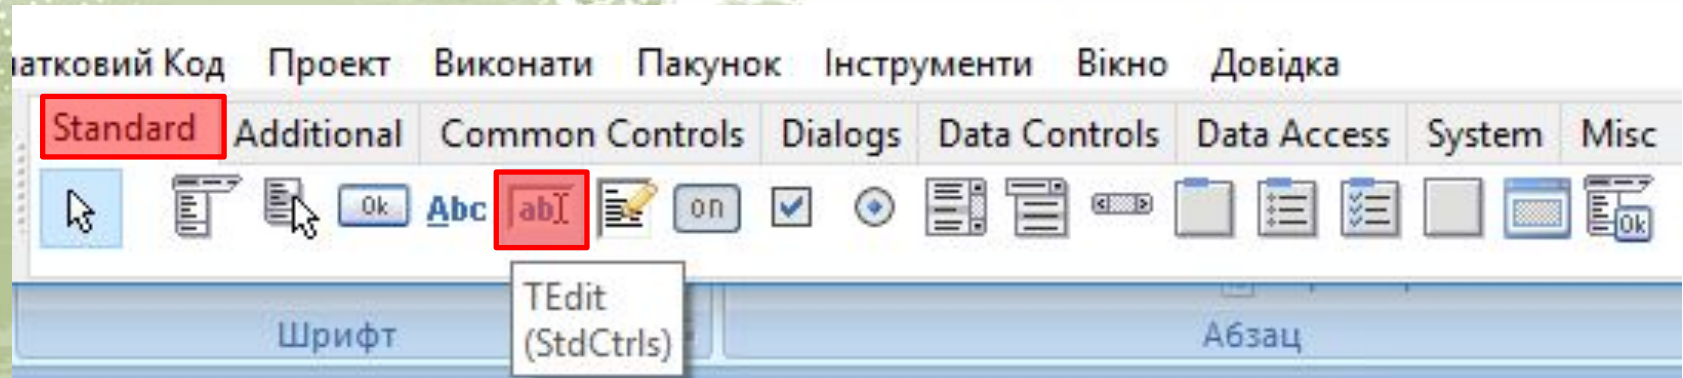 атковий Код Проект Виконати Пакунок Інструменти Вікно Довідка
Standard Additional Common Controls Dialogs Data Controls Data Access System Misc
Ok Abc abI on Ok
TEdit
(StdCtrls)
Шрифт Абзац